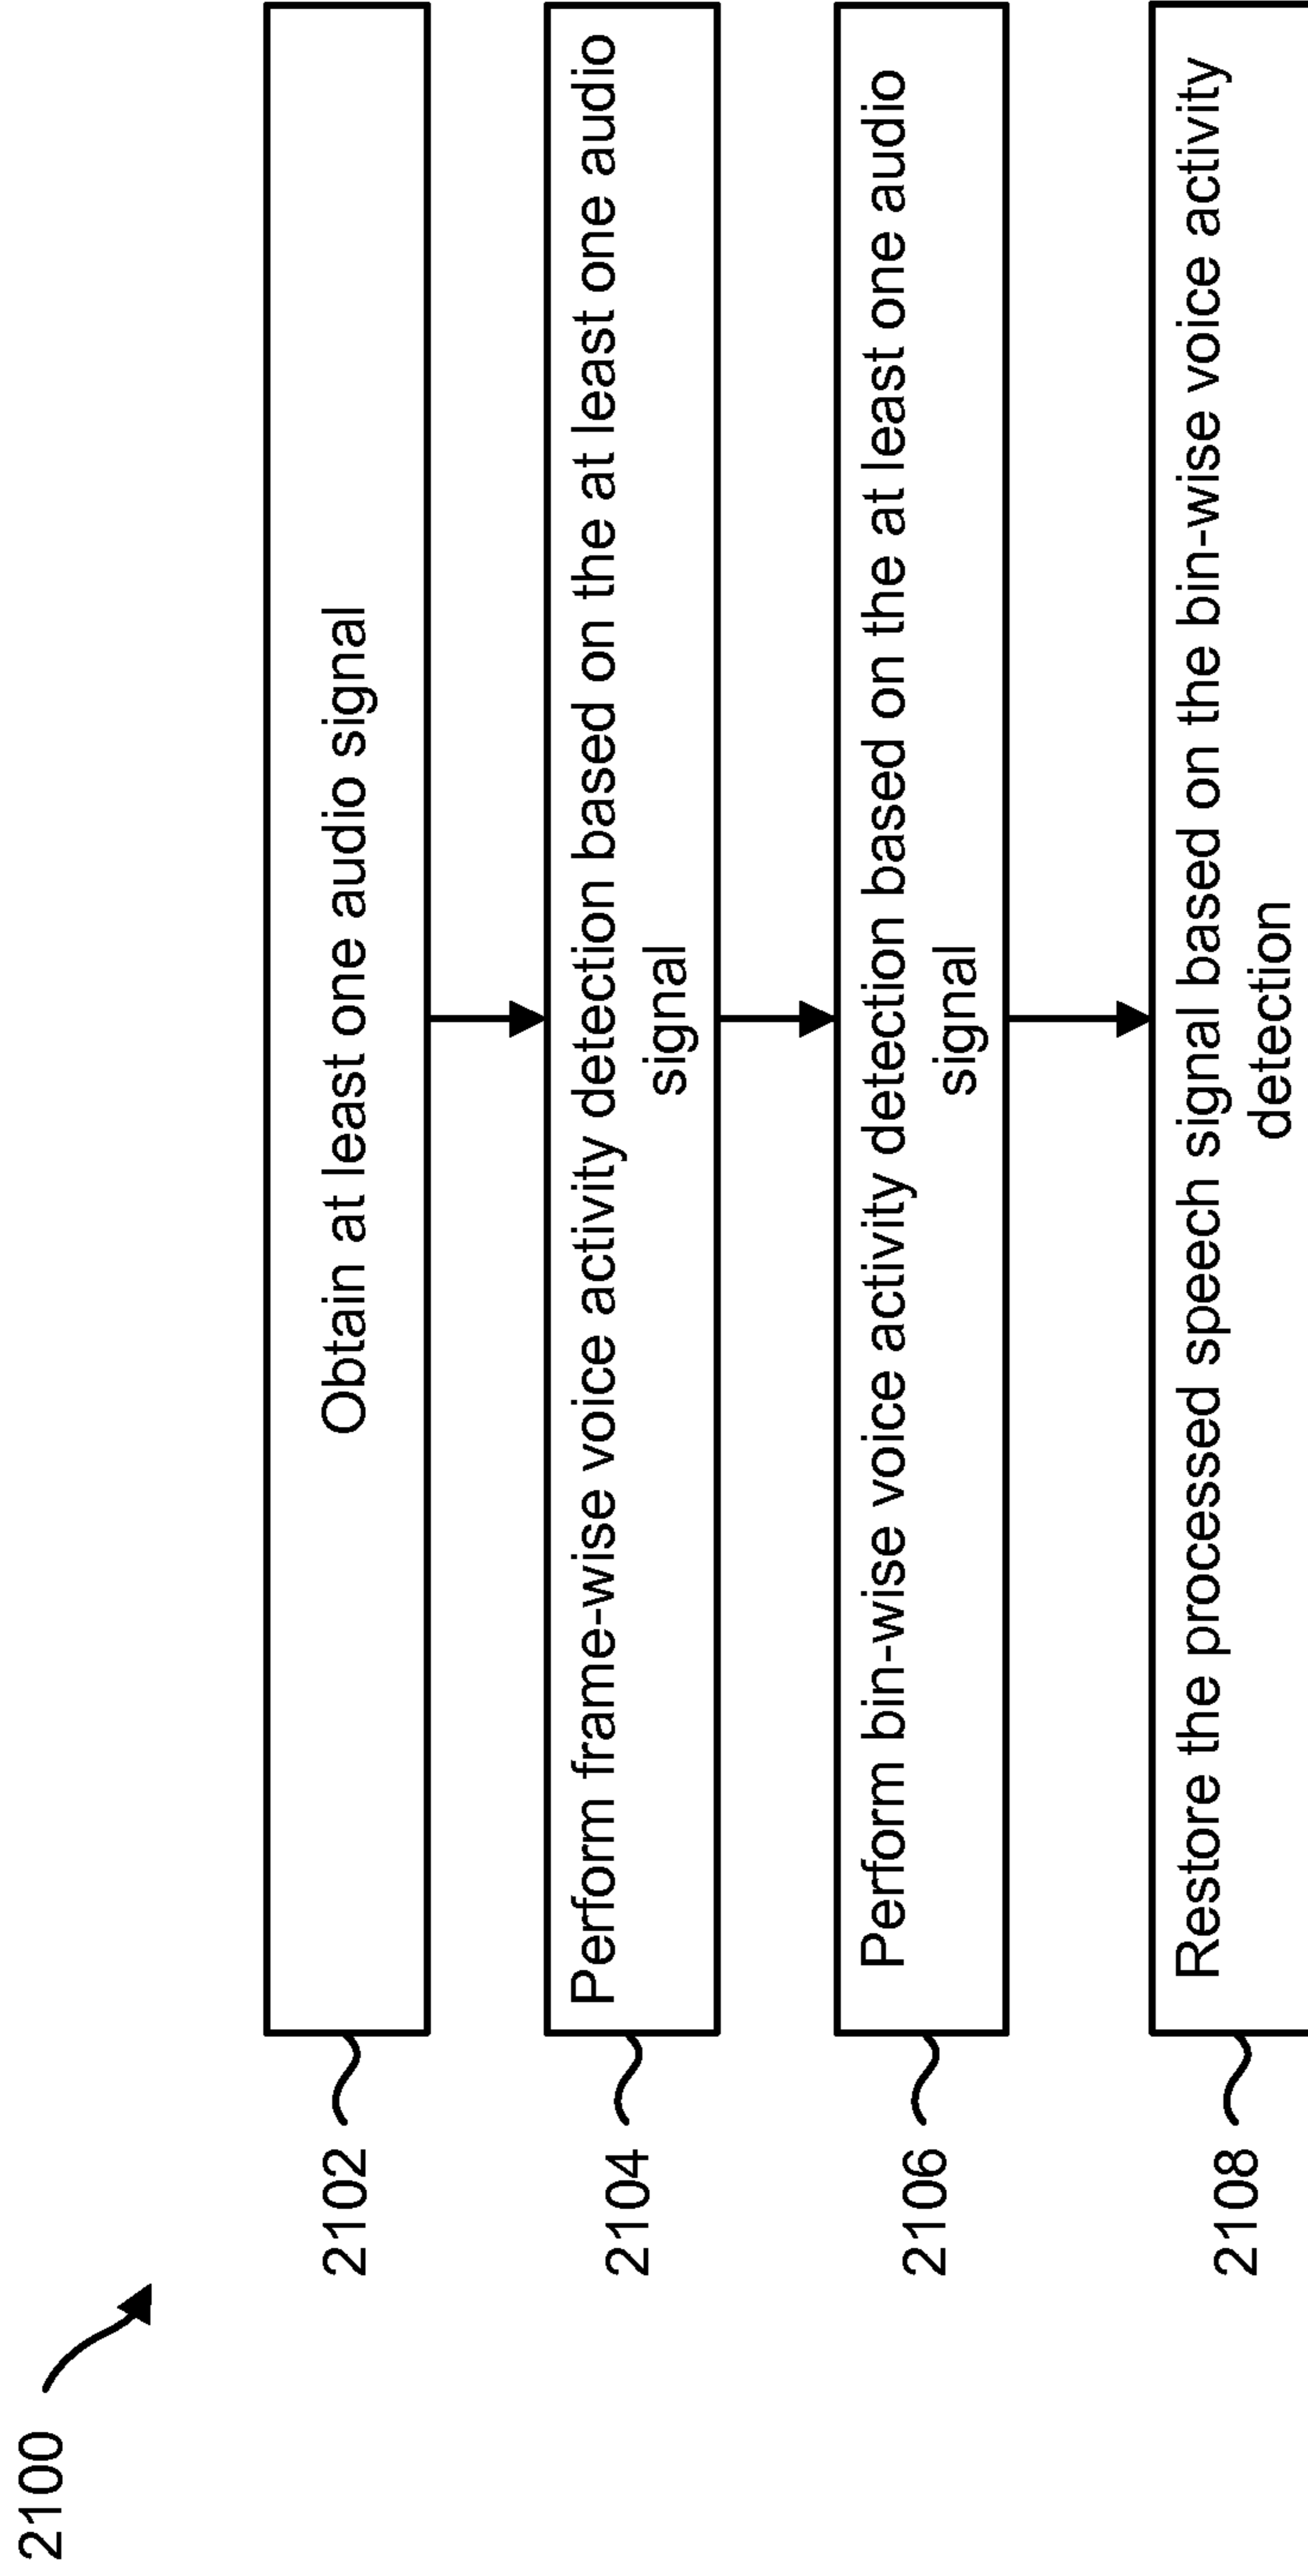 2100
2102
Obtain at least one audio signal
2104
Perform frame-wise voice activity detection based on the at least one audio
signal
2106
Perform bin-wise voice activity detection based on the at least one audio
signal
2108
Restore the processed speech signal based on the bin-wise voice activity
detection